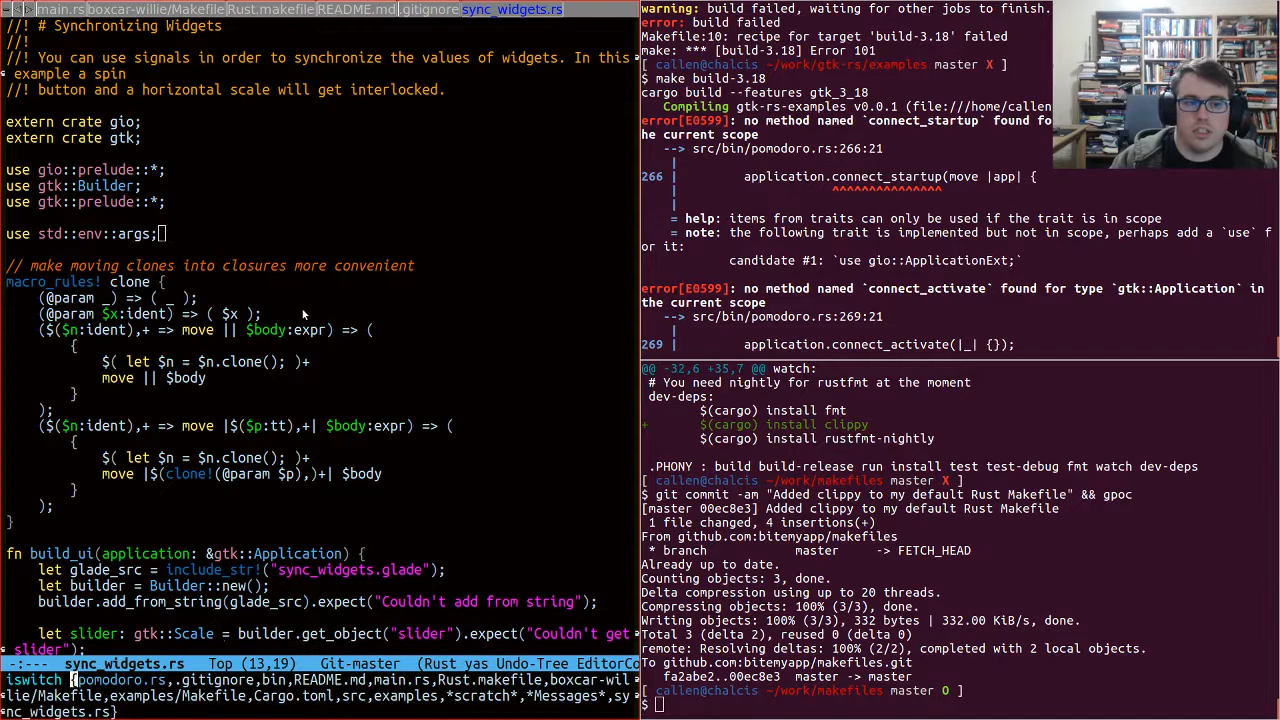 main.rs boxcar-willie/Makefile Rust.makefile README.md .gitignore sync_widgets.rs
//! # Synchronizing Widgets
//!
//! You can use signals in order to synchronize the values of widgets. In this
example a spin
//! button and a horizontal scale will get interlocked.
extern crate gio;
extern crate gtk;
use gio::prelude::*;
use gtk::Builder;
use gtk::prelude::*;
use std::env::args;
// make moving clones into closures more convenient
macro_rules! clone {
(@param _) => ( _ );
(@param $x:ident) => ( $x );
($($n:ident),+ => move || $body:expr) => (
{
$( let $n = $n.clone(); )+
move || $body
}
);
($($n:ident),+ => move |$($p:tt),+| $body:expr) => (
{
$( let $n = $n.clone(); )+
move |$(clone!(@param $p),)+| $body
}
);
}
fn build_ui(application: &gtk::Application) {
let glade_src = include_str!("sync_widgets.glade");
let builder = Builder::new();
builder.add_from_string(glade_src).expect("Couldn't add from string");
let slider: gtk::Scale = builder.get_object("slider").expect("Couldn't get
slider");
-:--- sync_widgets.rs Top (13,19) Git-master (Rust yas Undo-Tree EditorCo
iswitch {pomodoro.rs,.gitignore,bin,README.md,main.rs,Rust.makefile,boxcar-wil
lie/Makefile,examples/Makefile,Cargo.toml,src,examples,*scratch*,*Messages*,sy
nc_widgets.rs}
warning: build failed, waiting for other jobs to finish.
error: build failed
Makefile:10: recipe for target 'build-3.18' failed
make: *** [build-3.18] Error 101
[ callen@chalcis ~/work/gtk-rs/examples master X ]
$ make build-3.18
cargo build --features gtk_3_18
Compiling gtk-rs-examples v0.0.1 (file:///home/callen
error[E0599]: no method named `connect_startup` found fo
he current scope
--> src/bin/pomodoro.rs:266:21
|
266 | application.connect_startup(move |app| {
| ^^^^^^^^^^^^^^^
|
= help: items from traits can only be used if the trait is in scope
= note: the following trait is implemented but not in scope, perhaps add a `use` f
or it:
candidate #1: `use gio::ApplicationExt;`
error[E0599]: no method named `connect_activate` found for type `gtk::Application` in
the current scope
--> src/bin/pomodoro.rs:269:21
|
269 | application.connect_activate(|_| {});
@@ -32,6 +35,7 @@ watch:
# You need nightly for rustfmt at the moment
dev-deps:
$(cargo) install fmt
+ $(cargo) install clippy
$(cargo) install rustfmt-nightly
.PHONY : build build-release run install test test-debug fmt watch dev-deps
[ callen@chalcis ~/work/makefiles master X ]
$ git commit -am "Added clippy to my default Rust Makefile" && gpoc
[master 00ec8e3] Added clippy to my default Rust Makefile
1 file changed, 4 insertions(+)
From github.com:bitemyapp/makefiles
* branch master -> FETCH_HEAD
Already up to date.
Counting objects: 3, done.
Delta compression using up to 20 threads.
Compressing objects: 100% (3/3), done.
Writing objects: 100% (3/3), 332 bytes | 332.00 KiB/s, done.
Total 3 (delta 2), reused 0 (delta 0)
remote: Resolving deltas: 100% (2/2), completed with 2 local objects.
To github.com:bitemyapp/makefiles.git
fa2abe2..00ec8e3 master -> master
[ callen@chalcis ~/work/makefiles master O ]
$